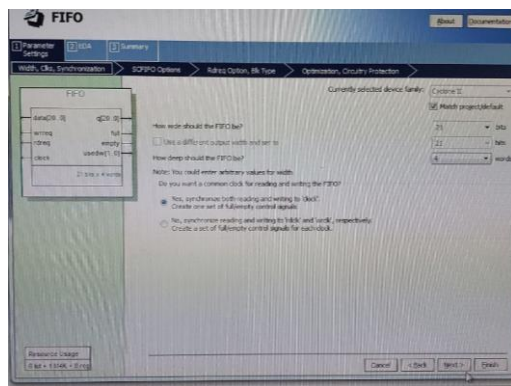 FIFO
About
Documentation
1 Parameter Settings
2 EDA
3 Summary
Width, Clks, Synchronization
SCFIFO Options
Rdreq Option, Blk Type
Optimization, Circuitry Protection
Currently selected device family:
Cyclone II
Match project/default
FIFO
data[20..0]
q[20..0]
wrreq
full
rdreq
empty
usedw[1..0]
clock
21 bits x 4 words
How wide should the FIFO be?
21
bits
Use a different output width and set to
21
bits
How deep should the FIFO be?
4
words
Note: You could enter arbitrary values for width
Do you want a common clock for reading and writing the FIFO?
Yes, synchronize both reading and writing to 'clock'.
Create one set of full/empty control signals.
No, synchronize reading and writing to 'rdclk' and 'wrclk', respectively.
Create a set of full/empty control signals for each clock.
Resource Usage
Cancel
< Back
Next >
Finish